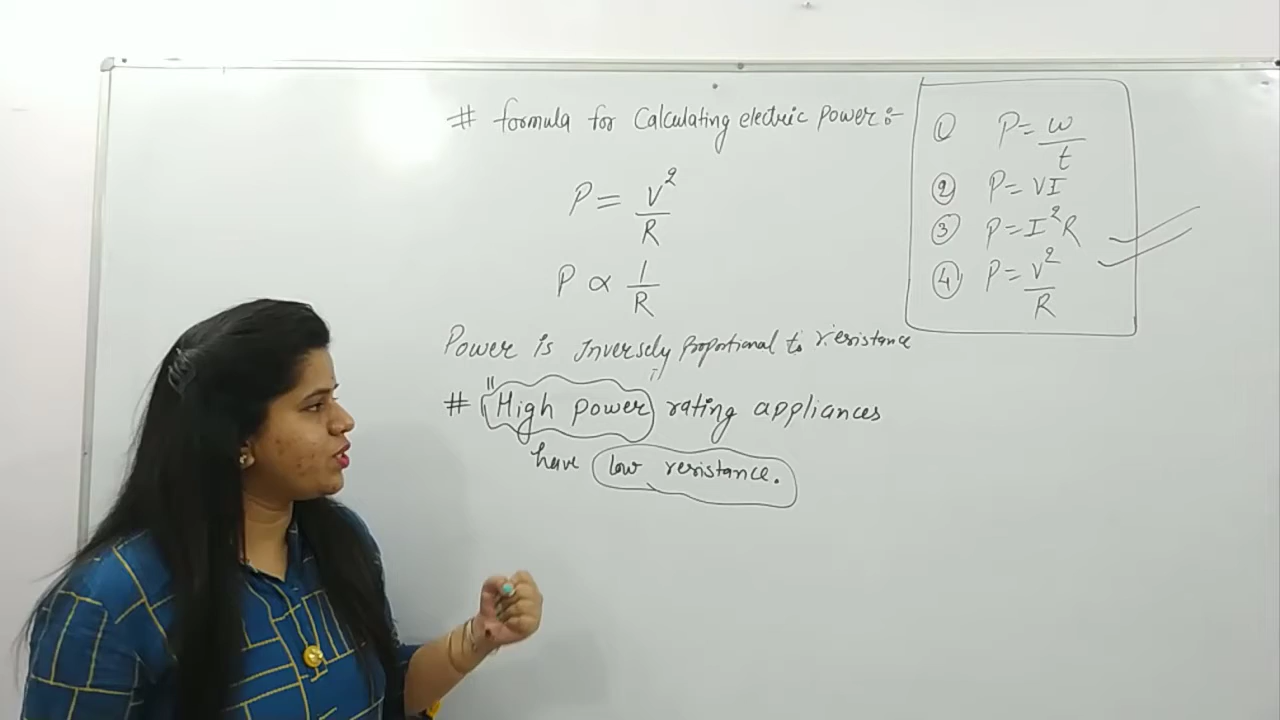 # formula for Calculating electric power :-
P = V²/R
P ∝ 1/R
Power is Inversely proportional to resistance
# "High power rating appliances
have low resistance.
① P = W/t
② P = VI
③ P = I²R
④ P = V²/R